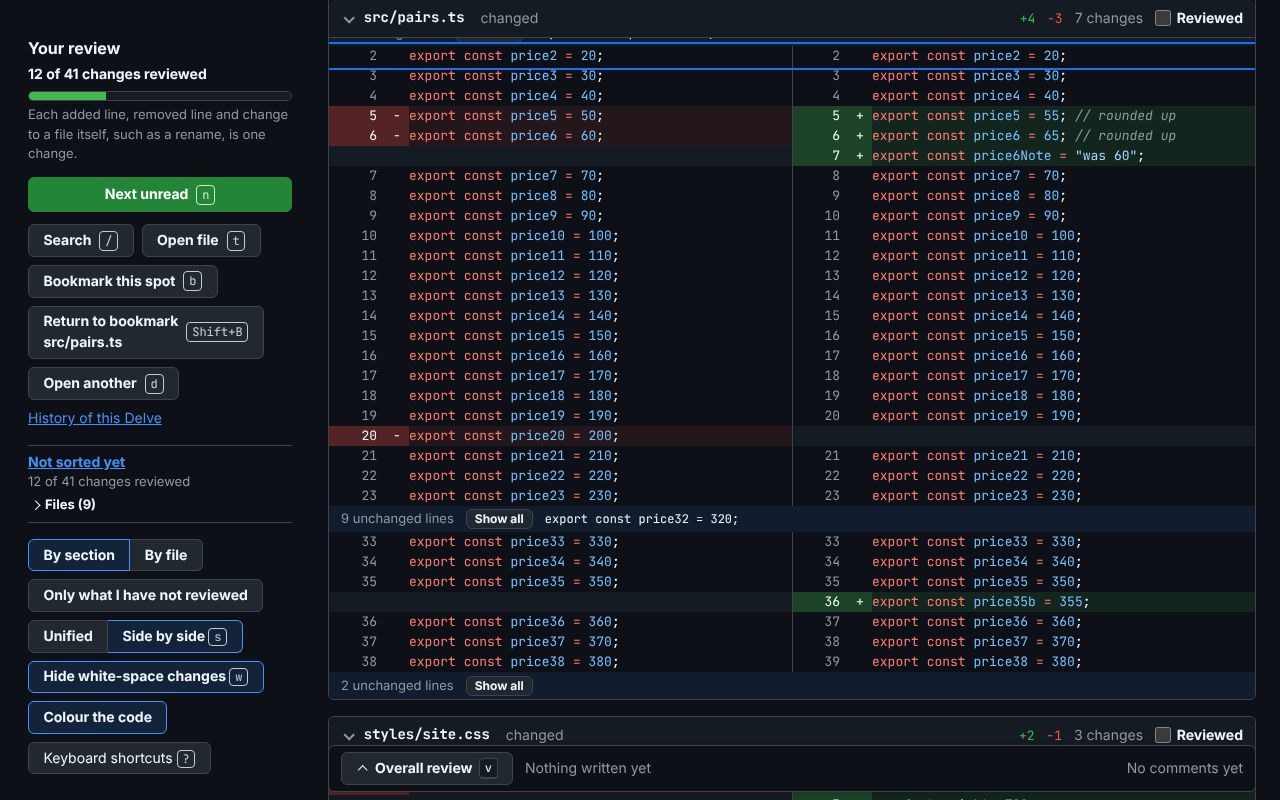 Your review
12 of 41 changes reviewed
Each added line, removed line and change
to a file itself, such as a rename, is one
change.
Next unread n
Search / Open file t
Bookmark this spot b
Return to bookmark
src/pairs.ts Shift+B
Open another d
History of this Delve
Not sorted yet
12 of 41 changes reviewed
Files (9)
By section By file
Only what I have not reviewed
Unified Side by side s
Hide white-space changes w
Colour the code
Keyboard shortcuts ?
src/pairs.ts changed +4 -3 7 changes Reviewed
2 export const price2 = 20; 2 export const price2 = 20;
3 export const price3 = 30; 3 export const price3 = 30;
4 export const price4 = 40; 4 export const price4 = 40;
5 - export const price5 = 50; 5 + export const price5 = 55; // rounded up
6 - export const price6 = 60; 6 + export const price6 = 65; // rounded up
7 + export const price6Note = "was 60";
7 export const price7 = 70; 8 export const price7 = 70;
8 export const price8 = 80; 9 export const price8 = 80;
9 export const price9 = 90; 10 export const price9 = 90;
10 export const price10 = 100; 11 export const price10 = 100;
11 export const price11 = 110; 12 export const price11 = 110;
12 export const price12 = 120; 13 export const price12 = 120;
13 export const price13 = 130; 14 export const price13 = 130;
14 export const price14 = 140; 15 export const price14 = 140;
15 export const price15 = 150; 16 export const price15 = 150;
16 export const price16 = 160; 17 export const price16 = 160;
17 export const price17 = 170; 18 export const price17 = 170;
18 export const price18 = 180; 19 export const price18 = 180;
19 export const price19 = 190; 20 export const price19 = 190;
20 - export const price20 = 200;
21 export const price21 = 210; 21 export const price21 = 210;
22 export const price22 = 220; 22 export const price22 = 220;
23 export const price23 = 230; 23 export const price23 = 230;
9 unchanged lines Show all export const price32 = 320;
33 export const price33 = 330; 33 export const price33 = 330;
34 export const price34 = 340; 34 export const price34 = 340;
35 export const price35 = 350; 35 export const price35 = 350;
36 + export const price35b = 355;
36 export const price36 = 360; 37 export const price36 = 360;
37 export const price37 = 370; 38 export const price37 = 370;
38 export const price38 = 380; 39 export const price38 = 380;
2 unchanged lines Show all
styles/site.css changed +2 -1 3 changes Reviewed
Overall review v Nothing written yet No comments yet